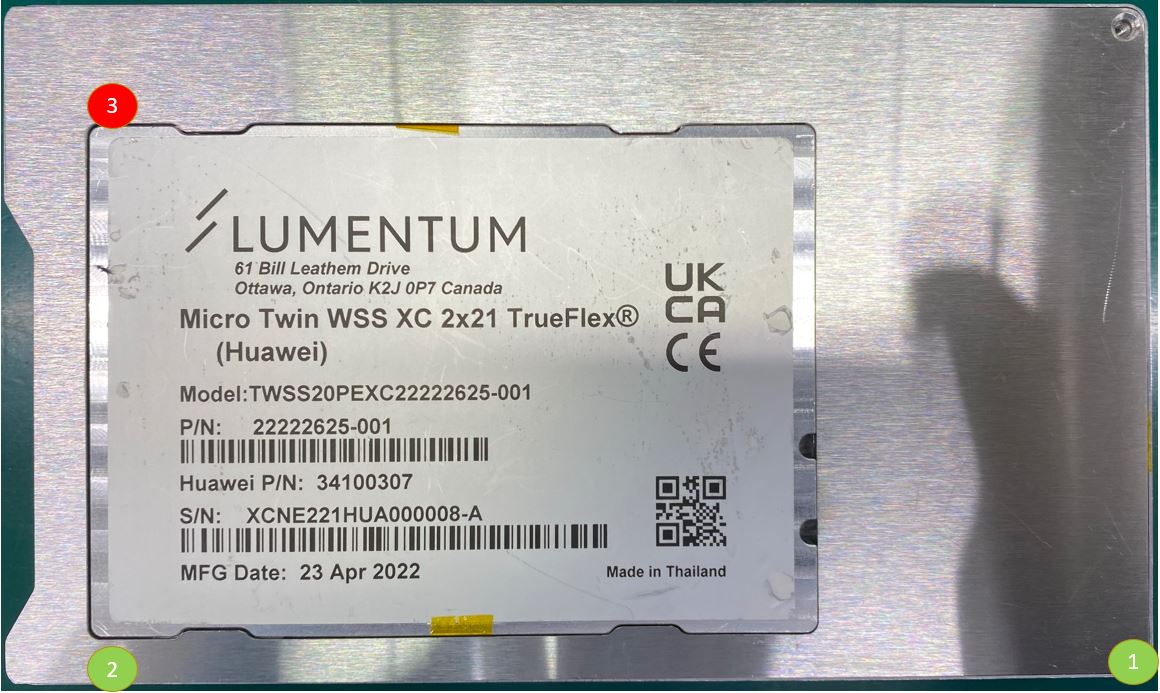 3
LUMENTUM
61 Bill Leathem Drive
Ottawa, Ontario K2J 0P7 Canada
UK
CA
Micro Twin WSS XC 2x21 TrueFlex®
(Huawei)
CE
Model:TWSS20PEXC22222625-001
P/N: 22222625-001
Huawei P/N: 34100307
S/N: XCNE221HUA000008-A
MFG Date: 23 Apr 2022
Made in Thailand
2
1